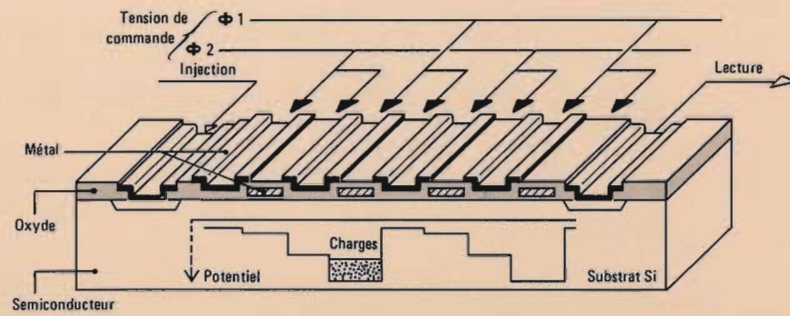 Tension de
commande
Φ 1
Φ 2
Injection
Lecture
Métal
Oxyde
Charges
Potentiel
Substrat Si
Semiconducteur